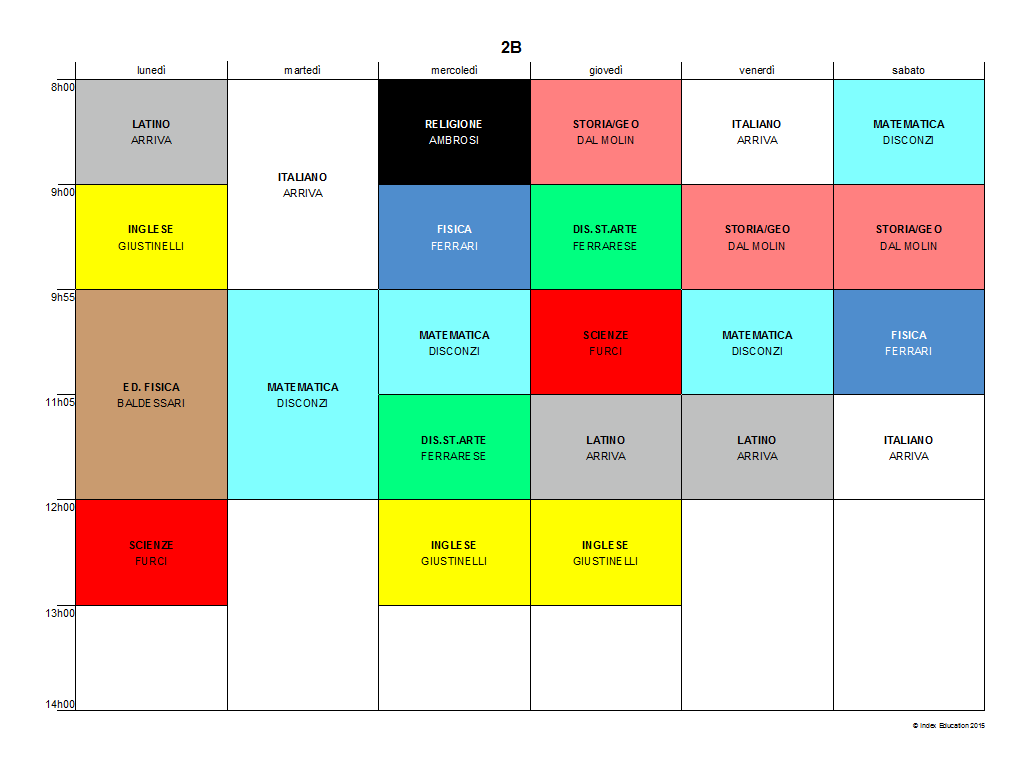 2B
lunedì martedì mercoledì giovedì venerdì sabato
8h00
LATINO
ARRIVA
ITALIANO
ARRIVA
RELIGIONE
AMBROSI
STORIA/GEO
DAL MOLIN
ITALIANO
ARRIVA
MATEMATICA
DISCONZI
9h00
INGLESE
GIUSTINELLI
FISICA
FERRARI
DIS.ST.ARTE
FERRARESE
STORIA/GEO
DAL MOLIN
STORIA/GEO
DAL MOLIN
9h55
ED. FISICA
BALDESSARI
MATEMATICA
DISCONZI
MATEMATICA
DISCONZI
SCIENZE
FURCI
MATEMATICA
DISCONZI
FISICA
FERRARI
11h05
DIS.ST.ARTE
FERRARESE
LATINO
ARRIVA
LATINO
ARRIVA
ITALIANO
ARRIVA
12h00
SCIENZE
FURCI
INGLESE
GIUSTINELLI
INGLESE
GIUSTINELLI
13h00
14h00
© Index Education 2015